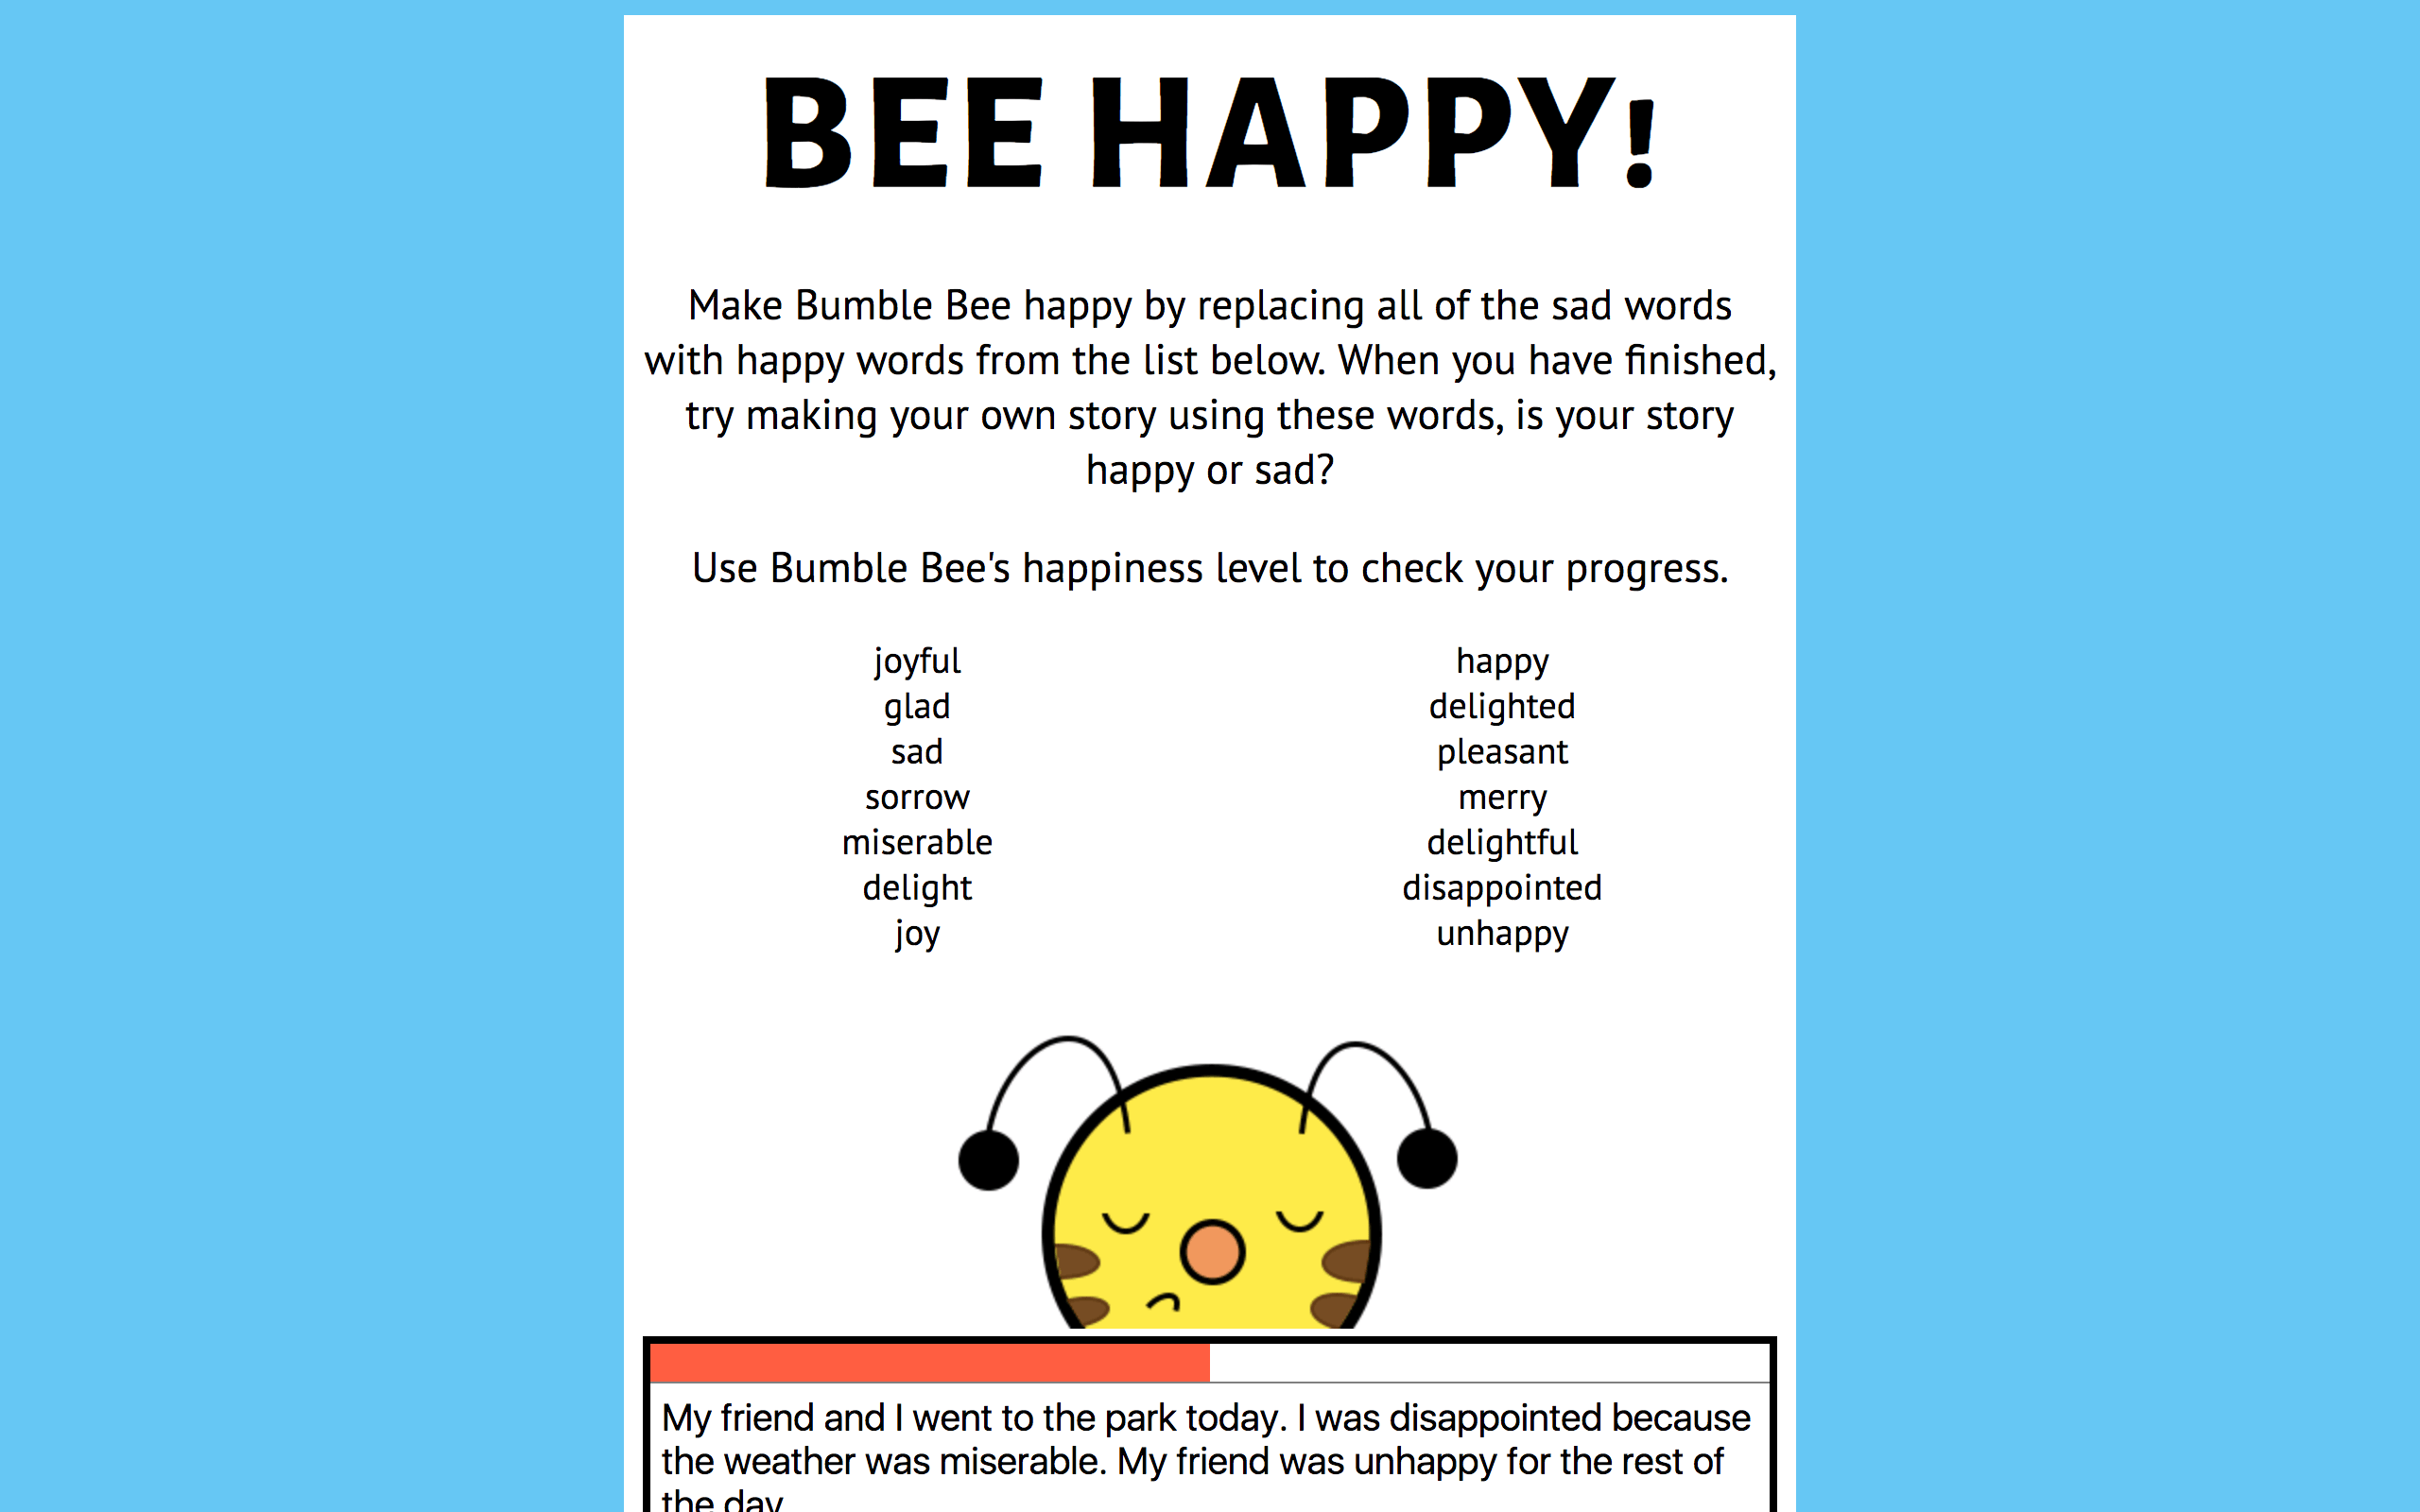 BEE HAPPY!
Make Bumble Bee happy by replacing all of the sad words
with happy words from the list below. When you have finished,
try making your own story using these words, is your story
happy or sad?
Use Bumble Bee's happiness level to check your progress.
joyful
glad
sad
sorrow
miserable
delight
joy
happy
delighted
pleasant
merry
delightful
disappointed
unhappy
My friend and I went to the park today. I was disappointed because
the weather was miserable. My friend was unhappy for the rest of
the day